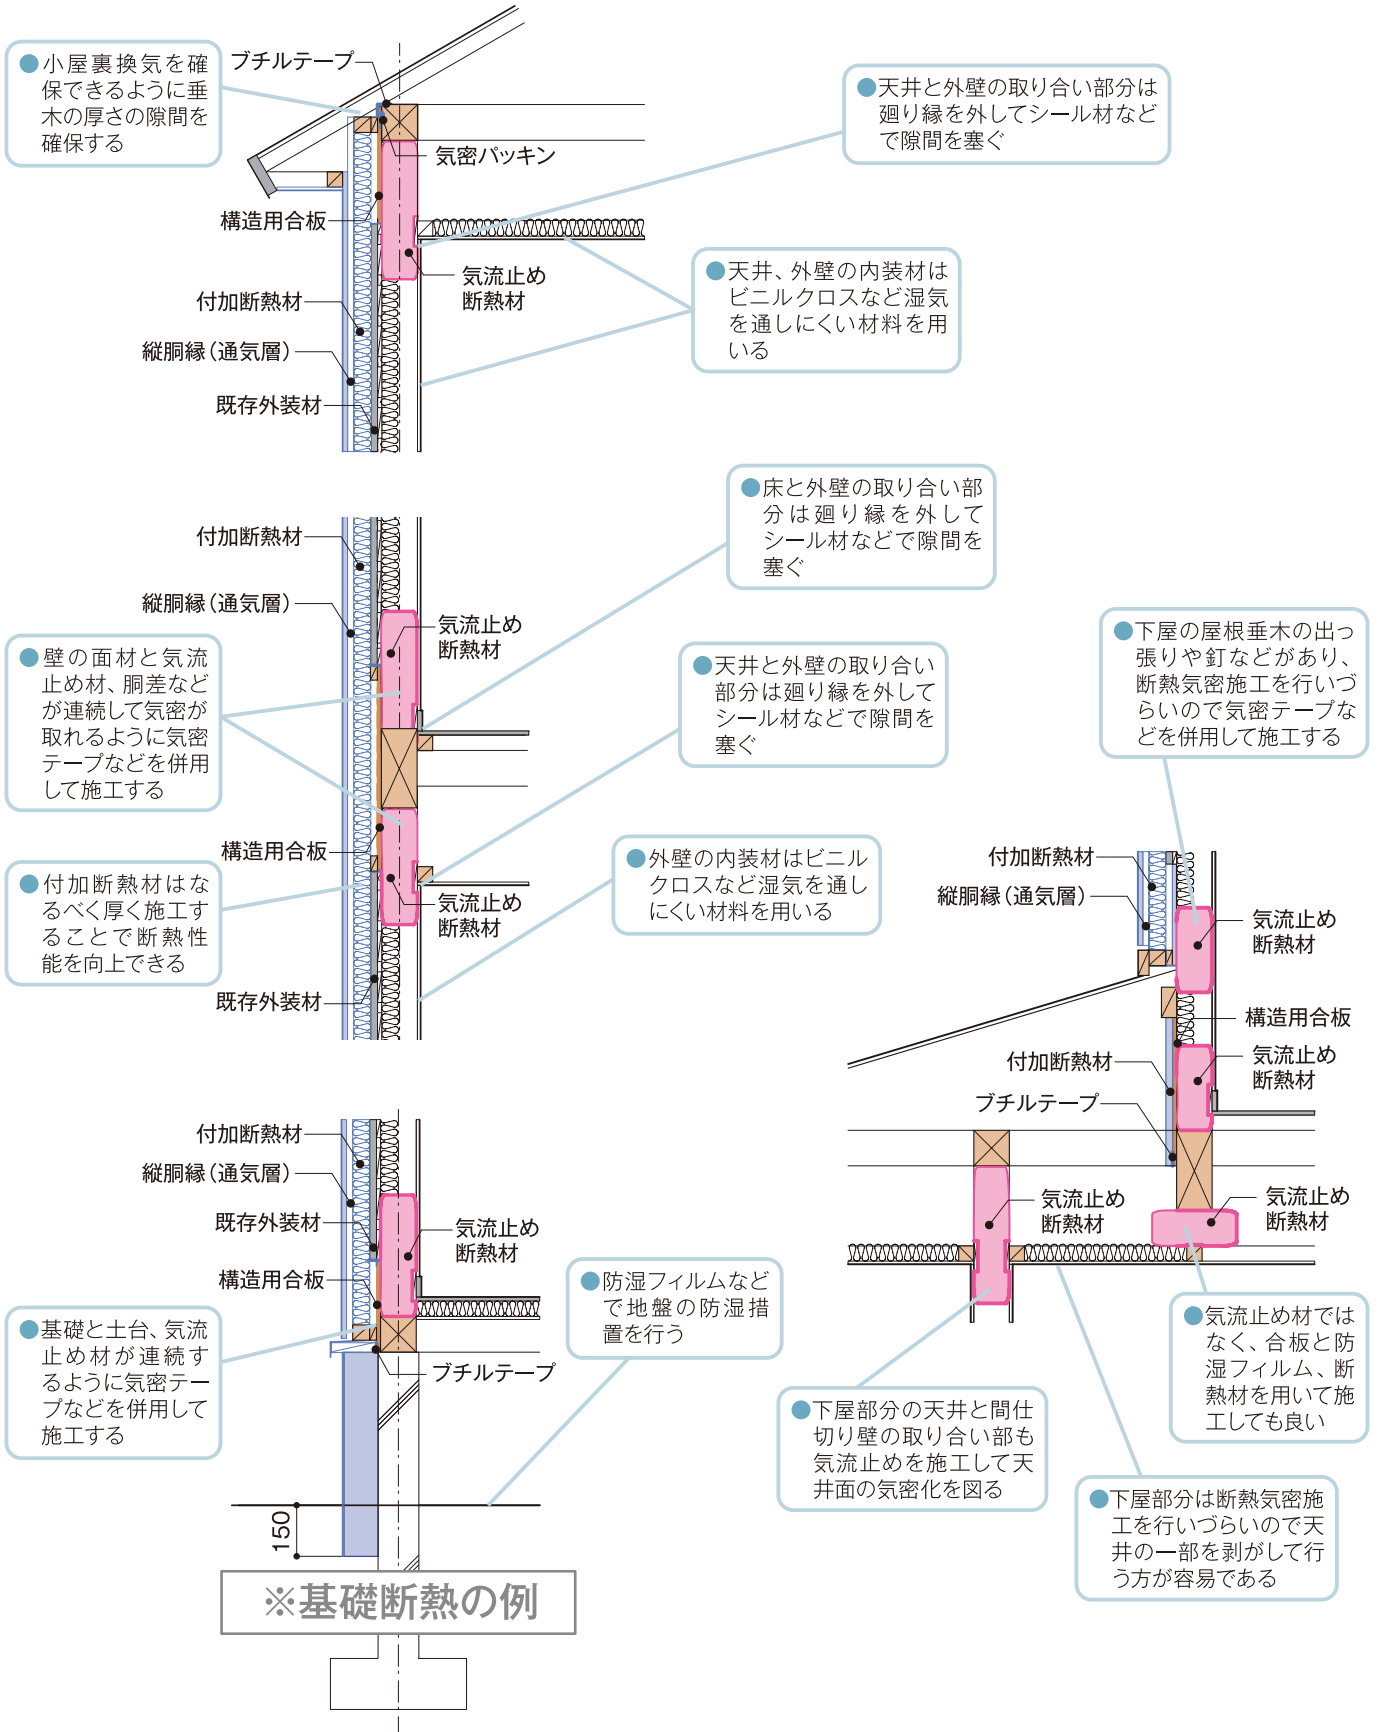 ●小屋裏換気を確
保できるように垂
木の厚さの隙間を
確保する
ブチルテープ
気密パッキン
構造用合板
●天井と外壁の取り合い部分は
廻り縁を外してシール材など
で隙間を塞ぐ
気流止め
断熱材
付加断熱材
縦胴縁(通気層)
既存外装材
●天井、外壁の内装材は
ビニルクロスなど湿気
を通しにくい材料を用
いる
●床と外壁の取り合い部
分は廻り縁を外して
シール材などで隙間を
塞ぐ
付加断熱材
縦胴縁(通気層)
気流止め
断熱材
●壁の面材と気流
止め材、胴差など
が連続して気密が
取れるように気密
テープなどを併用
して施工する
●天井と外壁の取り合い
部分は廻り縁を外して
シール材などで隙間を
塞ぐ
構造用合板
●付加断熱材はな
るべく厚く施工す
ることで断熱性
能を向上できる
気流止め
断熱材
●外壁の内装材はビニル
クロスなど湿気を通し
にくい材料を用いる
既存外装材
●下屋の屋根垂木の出っ
張りや釘などがあり、
断熱気密施工を行いづ
らいので気密テープな
どを併用して施工する
付加断熱材
縦胴縁(通気層)
気流止め
断熱材
構造用合板
気流止め
断熱材
付加断熱材
ブチルテープ
気流止め
断熱材
気流止め
断熱材
付加断熱材
縦胴縁(通気層)
既存外装材
気流止め
断熱材
構造用合板
●基礎と土台、気流
止め材が連続す
るように気密テー
プなどを併用して
施工する
ブチルテープ
●防湿フィルムなど
で地盤の防湿措
置を行う
150
※基礎断熱の例
●気流止め材では
なく、合板と防
湿フィルム、断
熱材を用いて施
工しても良い
●下屋部分の天井と間仕
切り壁の取り合い部も
気流止めを施工して天
井面の気密化を図る
●下屋部分は断熱気密施
工を行いづらいので天
井の一部を剥がして行
う方が容易である